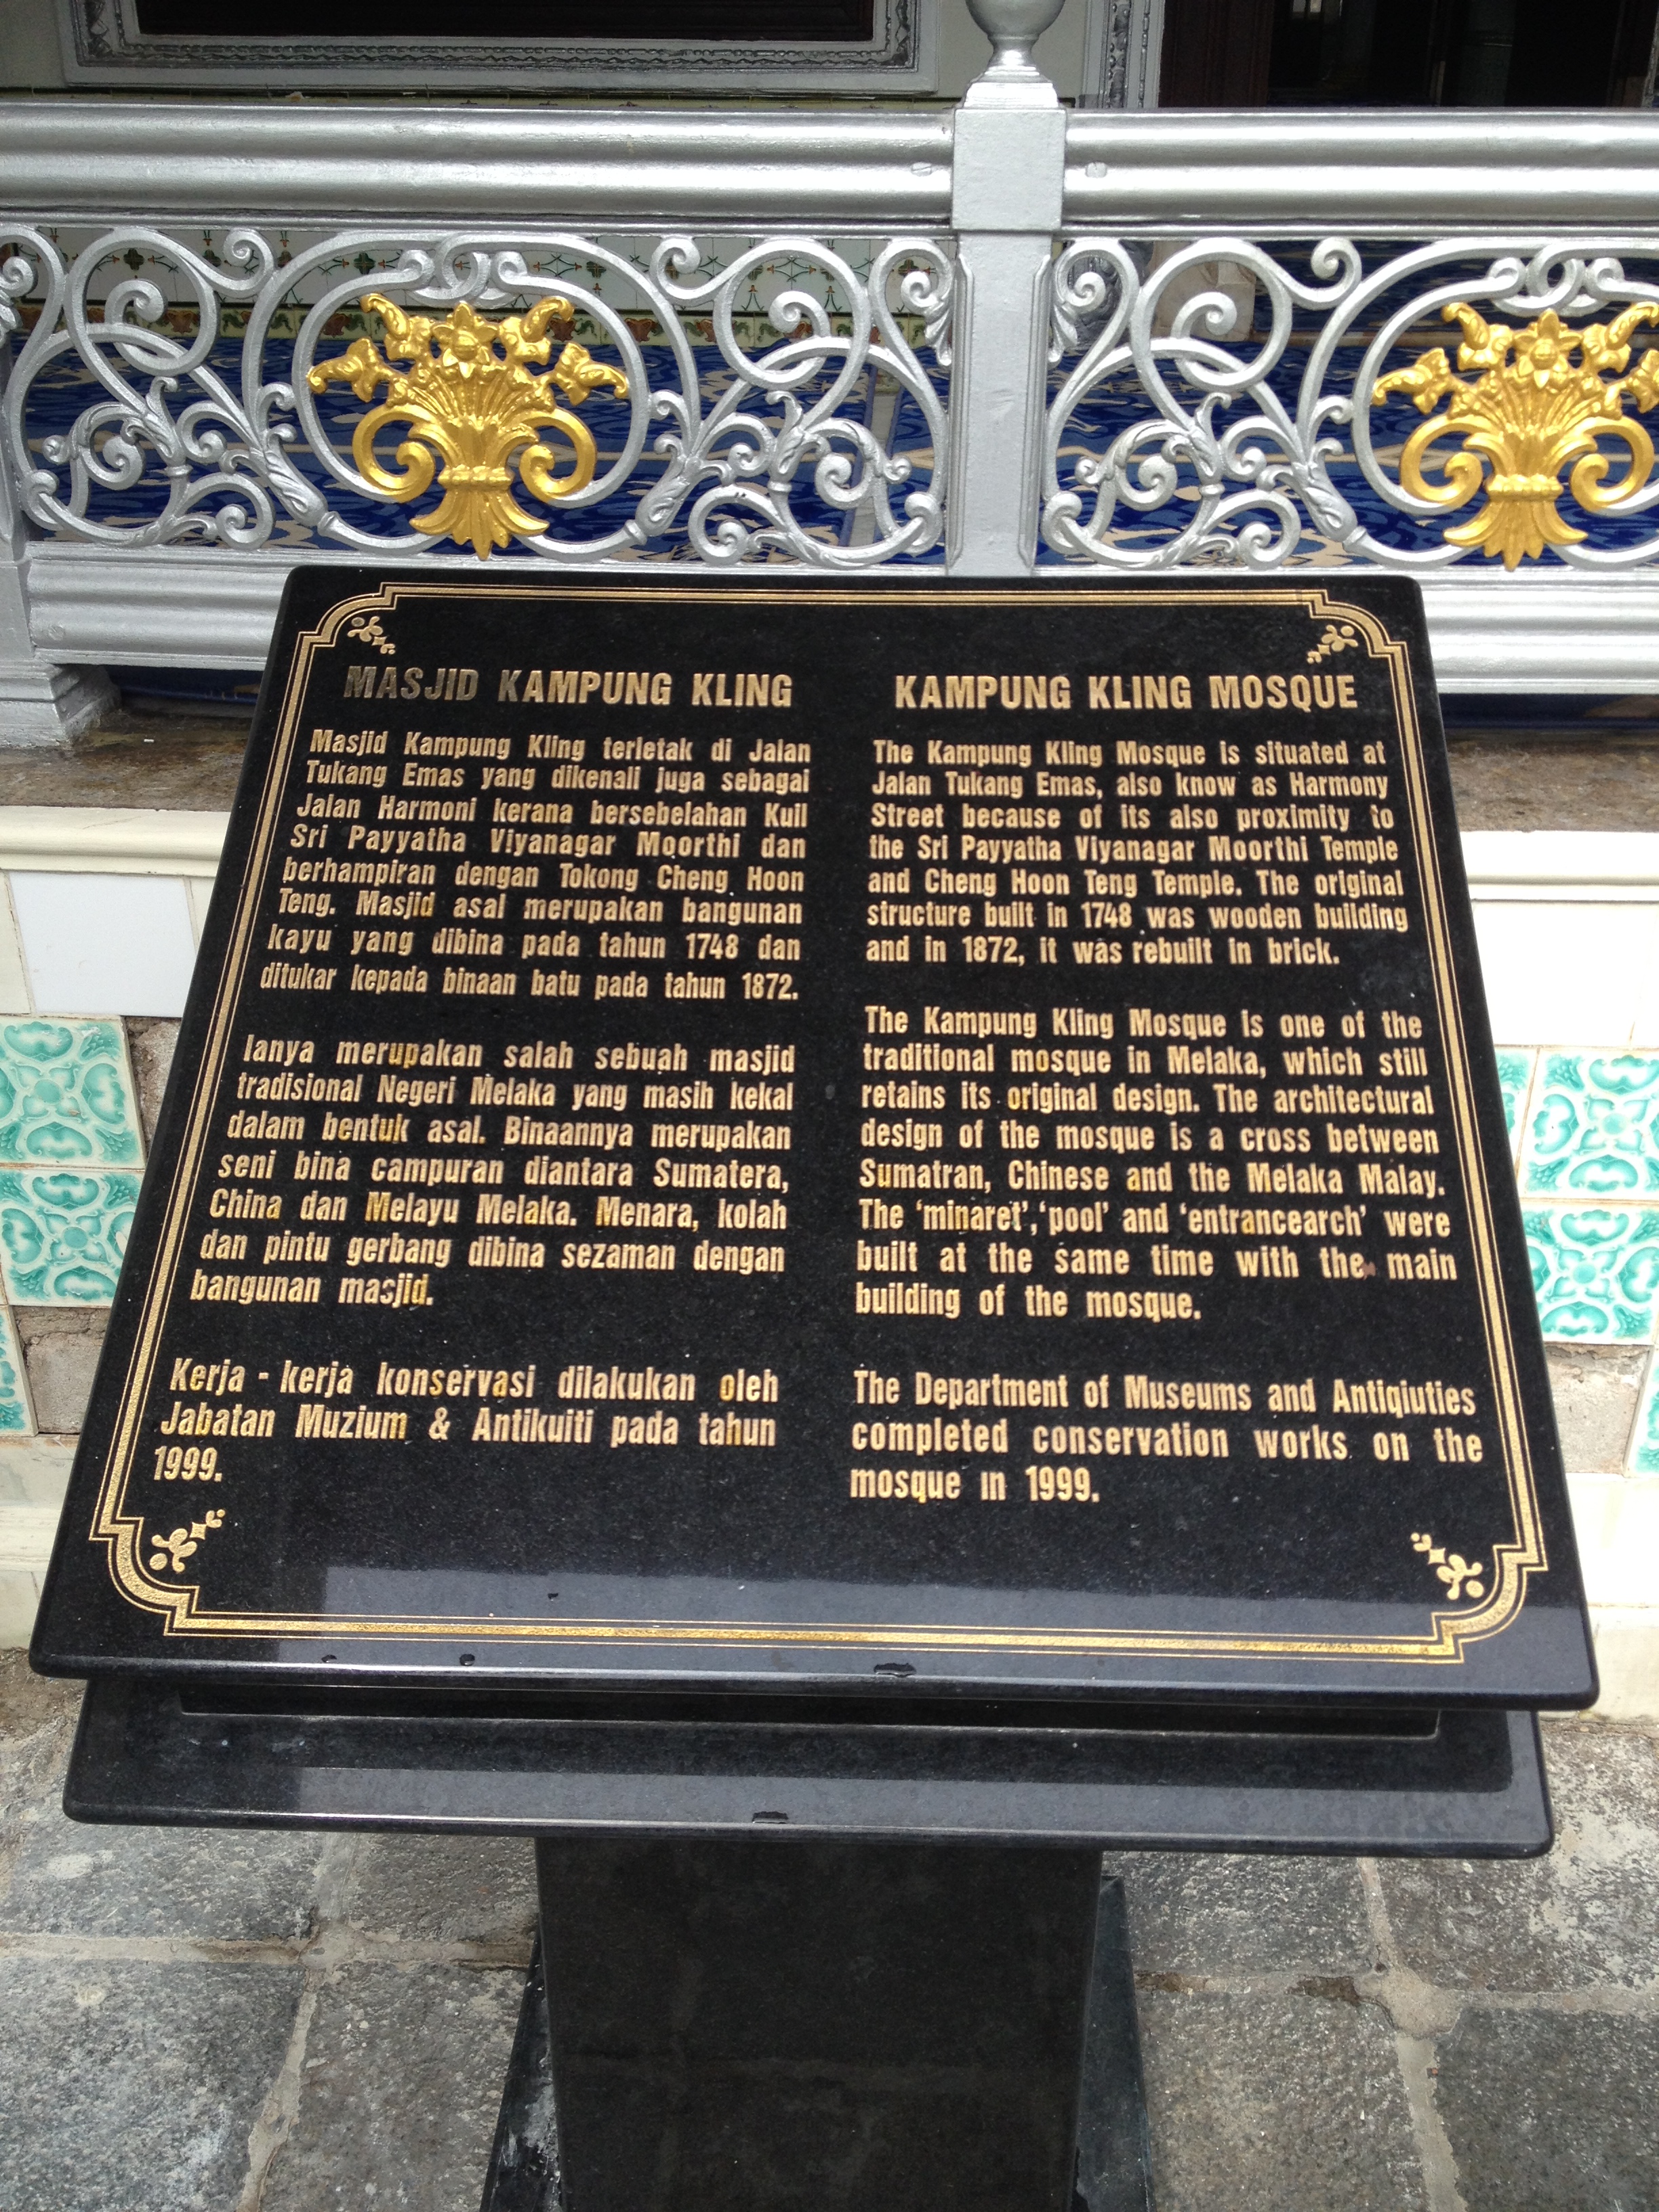 MASJID KAMPUNG KLING
Masjid Kampung Kling terletak di Jalan
Tukang Emas yang dikenali juga sebagai
Jalan Harmoni kerana bersebelahan Kuil
Sri Payyatha Viyanagar Moorthi dan
berhampiran dengan Tokong Cheng Hoon
Teng. Masjid asal merupakan bangunan
kayu yang dibina pada tahun 1748 dan
ditukar kepada binaan batu pada tahun 1872.
Ianya merupakan salah sebuah masjid
tradisional Negeri Melaka yang masih kekal
dalam bentuk asal. Binaannya merupakan
seni bina campuran diantara Sumatera,
China dan Melayu Melaka. Menara, kolah
dan pintu gerbang dibina sezaman dengan
bangunan masjid.
Kerja - kerja konservasi dilakukan oleh
Jabatan Muzium & Antikuiti pada tahun
1999.
KAMPUNG KLING MOSQUE
The Kampung Kling Mosque is situated at
Jalan Tukang Emas, also know as Harmony
Street because of its also proximity to
the Sri Payyatha Viyanagar Moorthi Temple
and Cheng Hoon Teng Temple. The original
structure built in 1748 was wooden building
and in 1872, it was rebuilt in brick.
The Kampung Kling Mosque is one of the
traditional mosque in Melaka, which still
retains its original design. The architectural
design of the mosque is a cross between
Sumatran, Chinese and the Melaka Malay.
The ‘minaret’,‘pool’ and ‘entrancearch’ were
built at the same time with the main
building of the mosque.
The Department of Museums and Antiqiuties
completed conservation works on the
mosque in 1999.